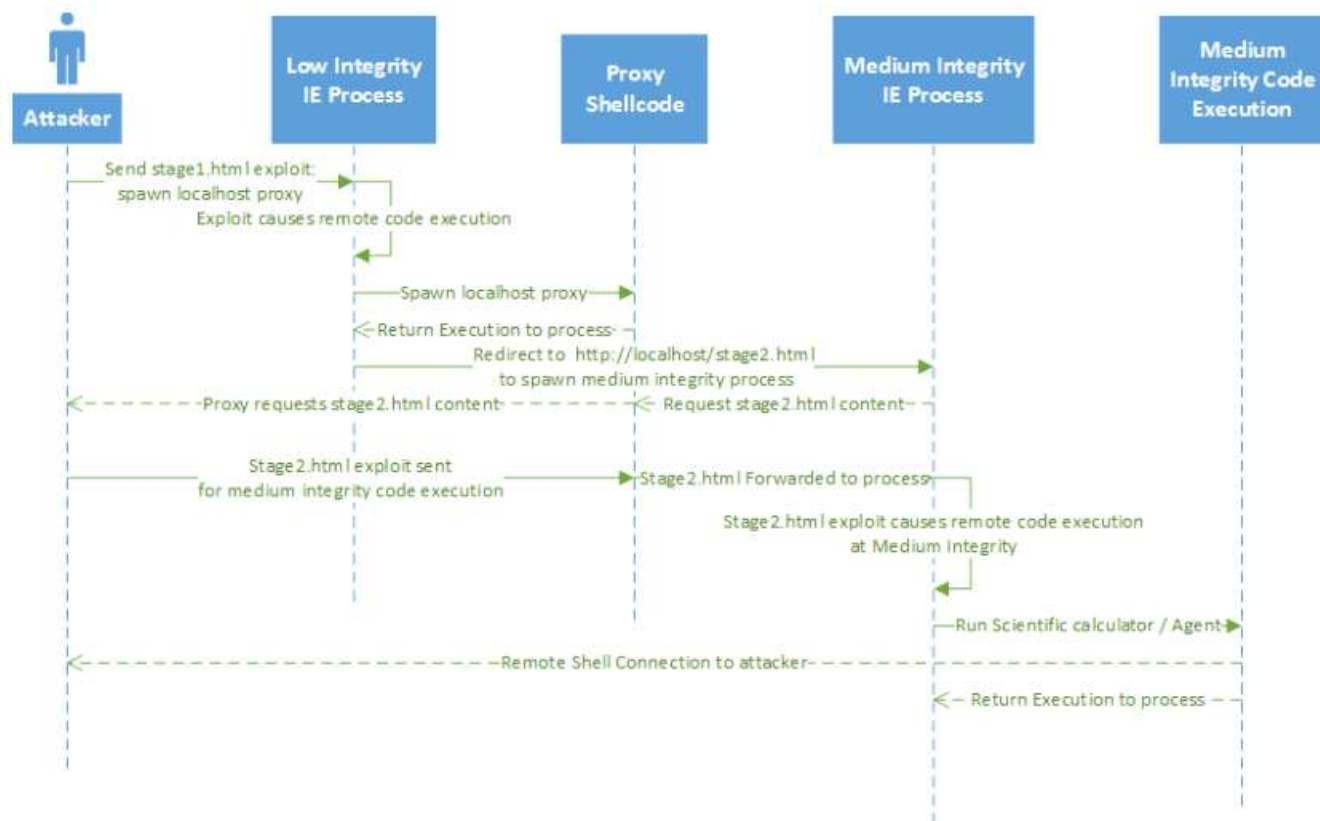 Attacker
Low Integrity
IE Process
Proxy
Shellcode
Medium Integrity
IE Process
Medium
Integrity Code
Execution
Send stage1.html exploit:
spawn localhost proxy
Exploit causes remote code execution
Spawn localhost proxy
Return Execution to process
Redirect to http://localhost/stage2.html
to spawn medium integrity process
Proxy requests stage2.html content
Request stage2.html content
Stage2.html exploit sent
for medium integrity code execution
Stage2.html Forwarded to process
Stage2.html exploit causes remote code execution
at Medium Integrity
Run Scientific calculator / Agent
Remote Shell Connection to attacker
Return Execution to process